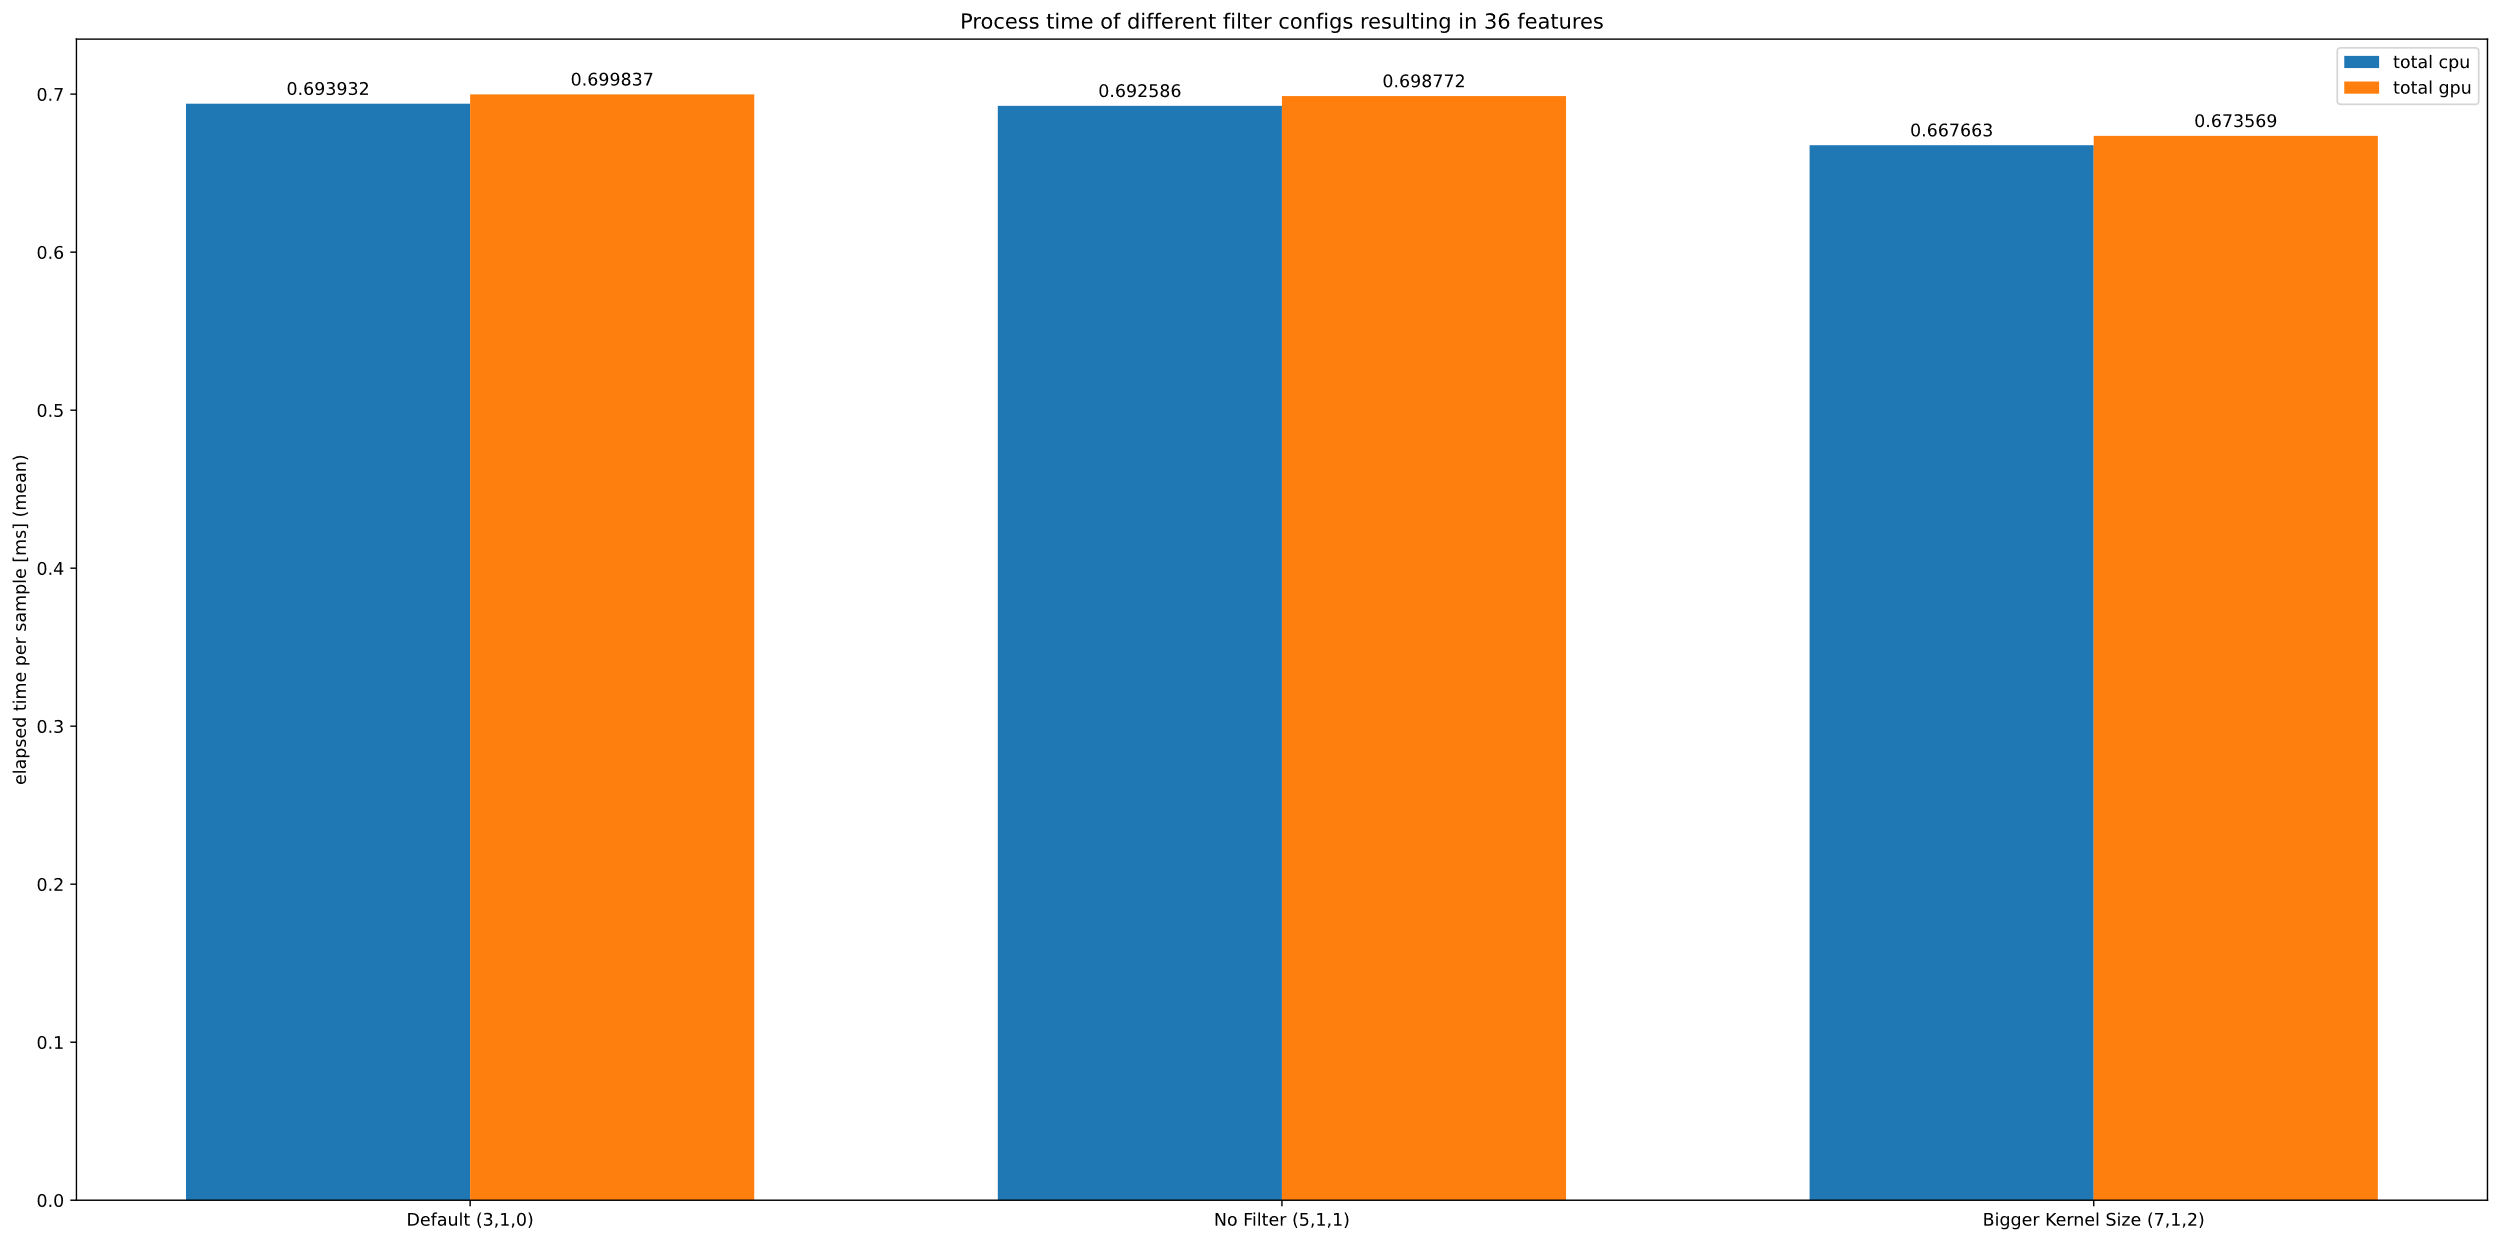 Process time of different filter configs resulting in 36 features
total cpu
total gpu
0.693932
0.699837
0.692586
0.698772
0.667663
0.673569
elapsed time per sample [ms] (mean)
0.7
0.6
0.5
0.4
0.3
0.2
0.1
0.0
Default (3,1,0)
No Filter (5,1,1)
Bigger Kernel Size (7,1,2)